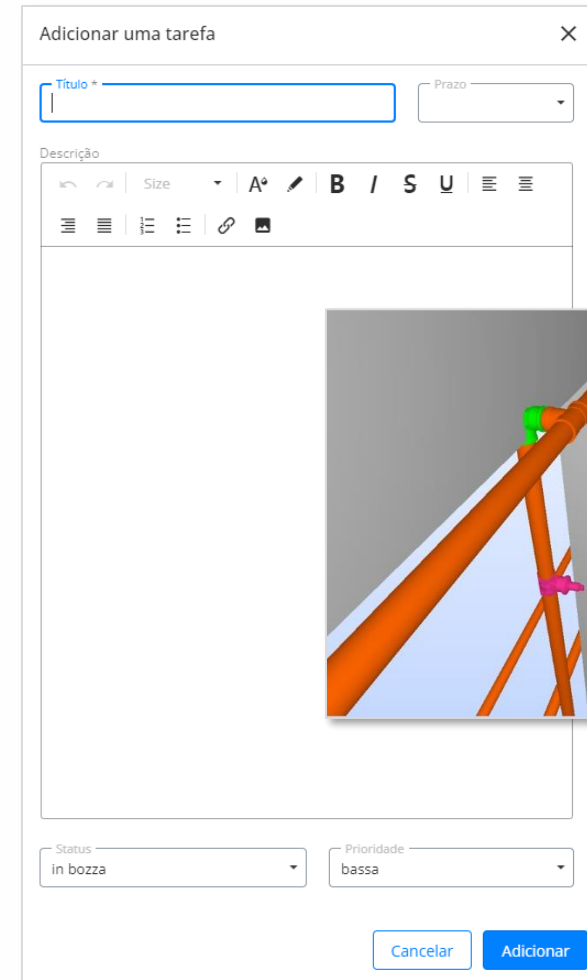 Adicionar uma tarefa
Título *
Prazo
Descrição
Size
Status
in bozza
Prioridade
bassa
Cancelar
Adicionar